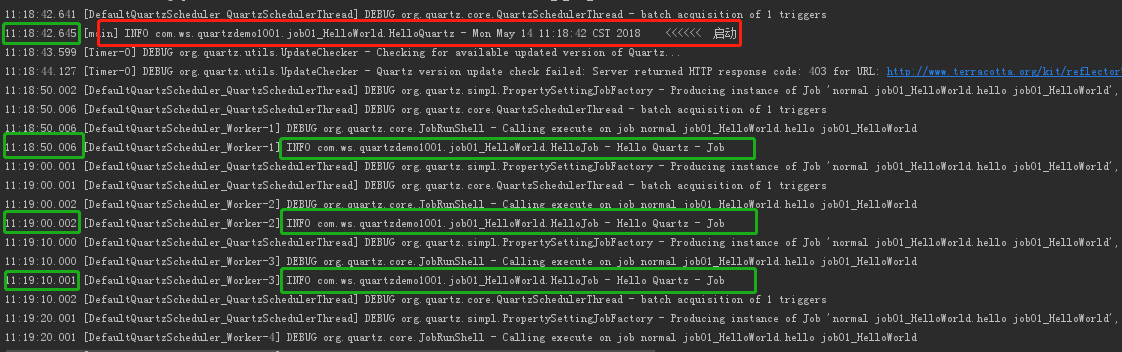 11:18:42.641 [DefaultQuartzScheduler_QuartzSchedulerThread] DEBUG org.quartz.core.QuartzSchedulerThread - batch acquisition of 1 triggers
11:18:42.645 [main] INFO com.ws.quartzdemo1001.job01_HelloWorld.HelloQuartz - Mon May 14 11:18:42 CST 2018 <<<<<< 启动
11:18:43.599 [Timer-0] DEBUG org.quartz.utils.UpdateChecker - Checking for available updated version of Quartz...
11:18:44.127 [Timer-0] DEBUG org.quartz.utils.UpdateChecker - Quartz version update check failed: Server returned HTTP response code: 403 for URL: http://www.terracotta.org/kit/reflector
11:18:50.002 [DefaultQuartzScheduler_QuartzSchedulerThread] DEBUG org.quartz.simpl.PropertySettingJobFactory - Producing instance of Job 'normal job01_HelloWorld.hello job01_HelloWorld',
11:18:50.006 [DefaultQuartzScheduler_QuartzSchedulerThread] DEBUG org.quartz.core.QuartzSchedulerThread - batch acquisition of 1 triggers
11:18:50.006 [DefaultQuartzScheduler_Worker-1] DEBUG org.quartz.core.JobRunShell - Calling execute on job normal job01_HelloWorld.hello job01_HelloWorld
11:18:50.006 [DefaultQuartzScheduler_Worker-1] INFO com.ws.quartzdemo1001.job01_HelloWorld.HelloJob - Hello Quartz - Job
11:19:00.001 [DefaultQuartzScheduler_QuartzSchedulerThread] DEBUG org.quartz.simpl.PropertySettingJobFactory - Producing instance of Job 'normal job01_HelloWorld.hello job01_HelloWorld',
11:19:00.001 [DefaultQuartzScheduler_QuartzSchedulerThread] DEBUG org.quartz.core.QuartzSchedulerThread - batch acquisition of 1 triggers
11:19:00.002 [DefaultQuartzScheduler_Worker-2] DEBUG org.quartz.core.JobRunShell - Calling execute on job normal job01_HelloWorld.hello job01_HelloWorld
11:19:00.002 [DefaultQuartzScheduler_Worker-2] INFO com.ws.quartzdemo1001.job01_HelloWorld.HelloJob - Hello Quartz - Job
11:19:10.000 [DefaultQuartzScheduler_QuartzSchedulerThread] DEBUG org.quartz.simpl.PropertySettingJobFactory - Producing instance of Job 'normal job01_HelloWorld.hello job01_HelloWorld',
11:19:10.000 [DefaultQuartzScheduler_Worker-3] DEBUG org.quartz.core.JobRunShell - Calling execute on job normal job01_HelloWorld.hello job01_HelloWorld
11:19:10.001 [DefaultQuartzScheduler_Worker-3] INFO com.ws.quartzdemo1001.job01_HelloWorld.HelloJob - Hello Quartz - Job
11:19:10.002 [DefaultQuartzScheduler_QuartzSchedulerThread] DEBUG org.quartz.core.QuartzSchedulerThread - batch acquisition of 1 triggers
11:19:20.001 [DefaultQuartzScheduler_QuartzSchedulerThread] DEBUG org.quartz.simpl.PropertySettingJobFactory - Producing instance of Job 'normal job01_HelloWorld.hello job01_HelloWorld',
11:19:20.001 [DefaultQuartzScheduler_Worker-4] DEBUG org.quartz.core.JobRunShell - Calling execute on job normal job01_HelloWorld.hello job01_HelloWorld